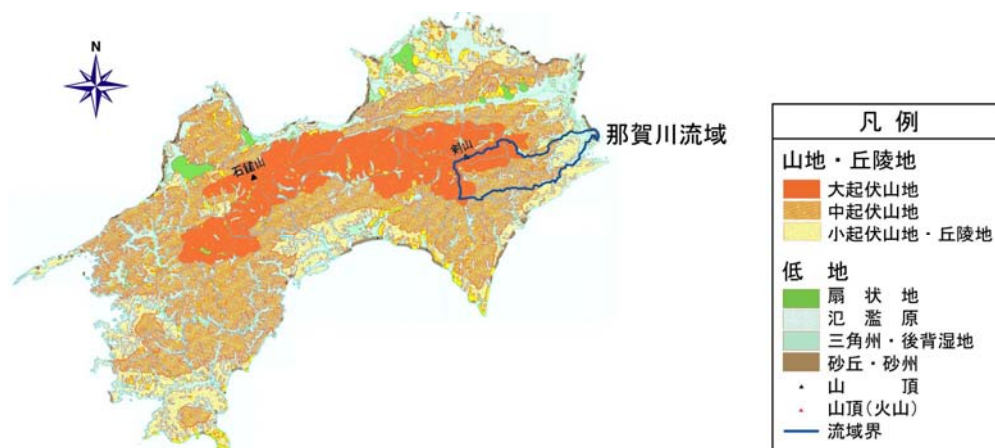 N
石鎚山
剣山
那賀川流域
凡 例
山地・丘陵地
大起伏山地
中起伏山地
小起伏山地・丘陵地
低 地
扇 状 地
氾 濫 原
三角州・後背湿地
砂丘・砂州
山 頂
山頂(火山)
流域界